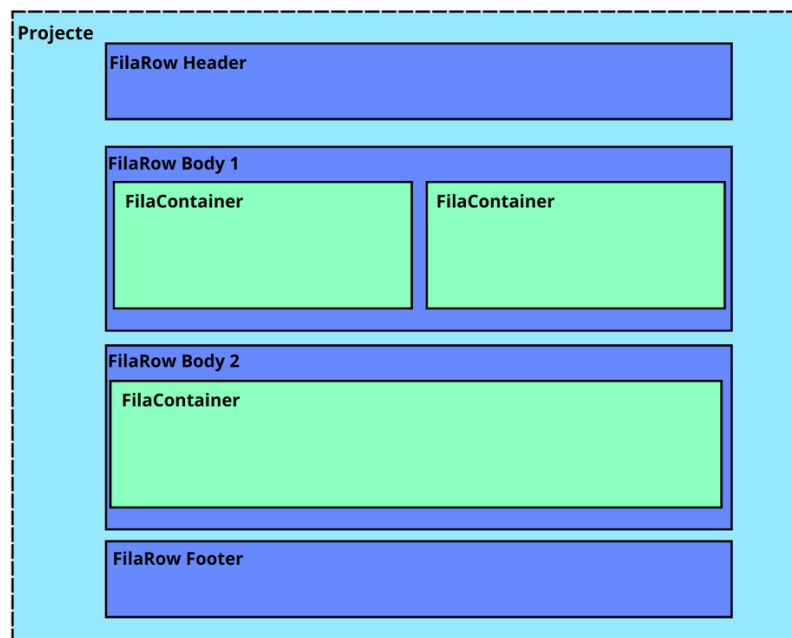 Projecte
FilaRow Header
FilaRow Body 1
FilaContainer
FilaContainer
FilaRow Body 2
FilaContainer
FilaRow Footer